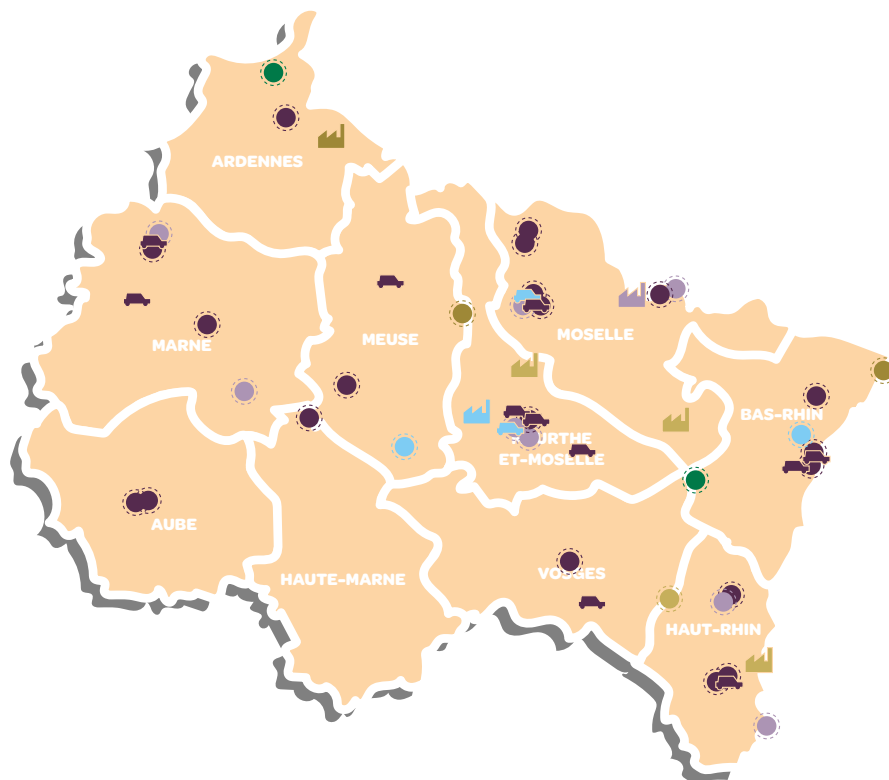 ARDENNES
MARNE
MEUSE
MOSELLE
BAS-RHIN
ET-MOSELLE
AUBE
HAUTE-MARNE
VOSGES
HAUT-RHIN